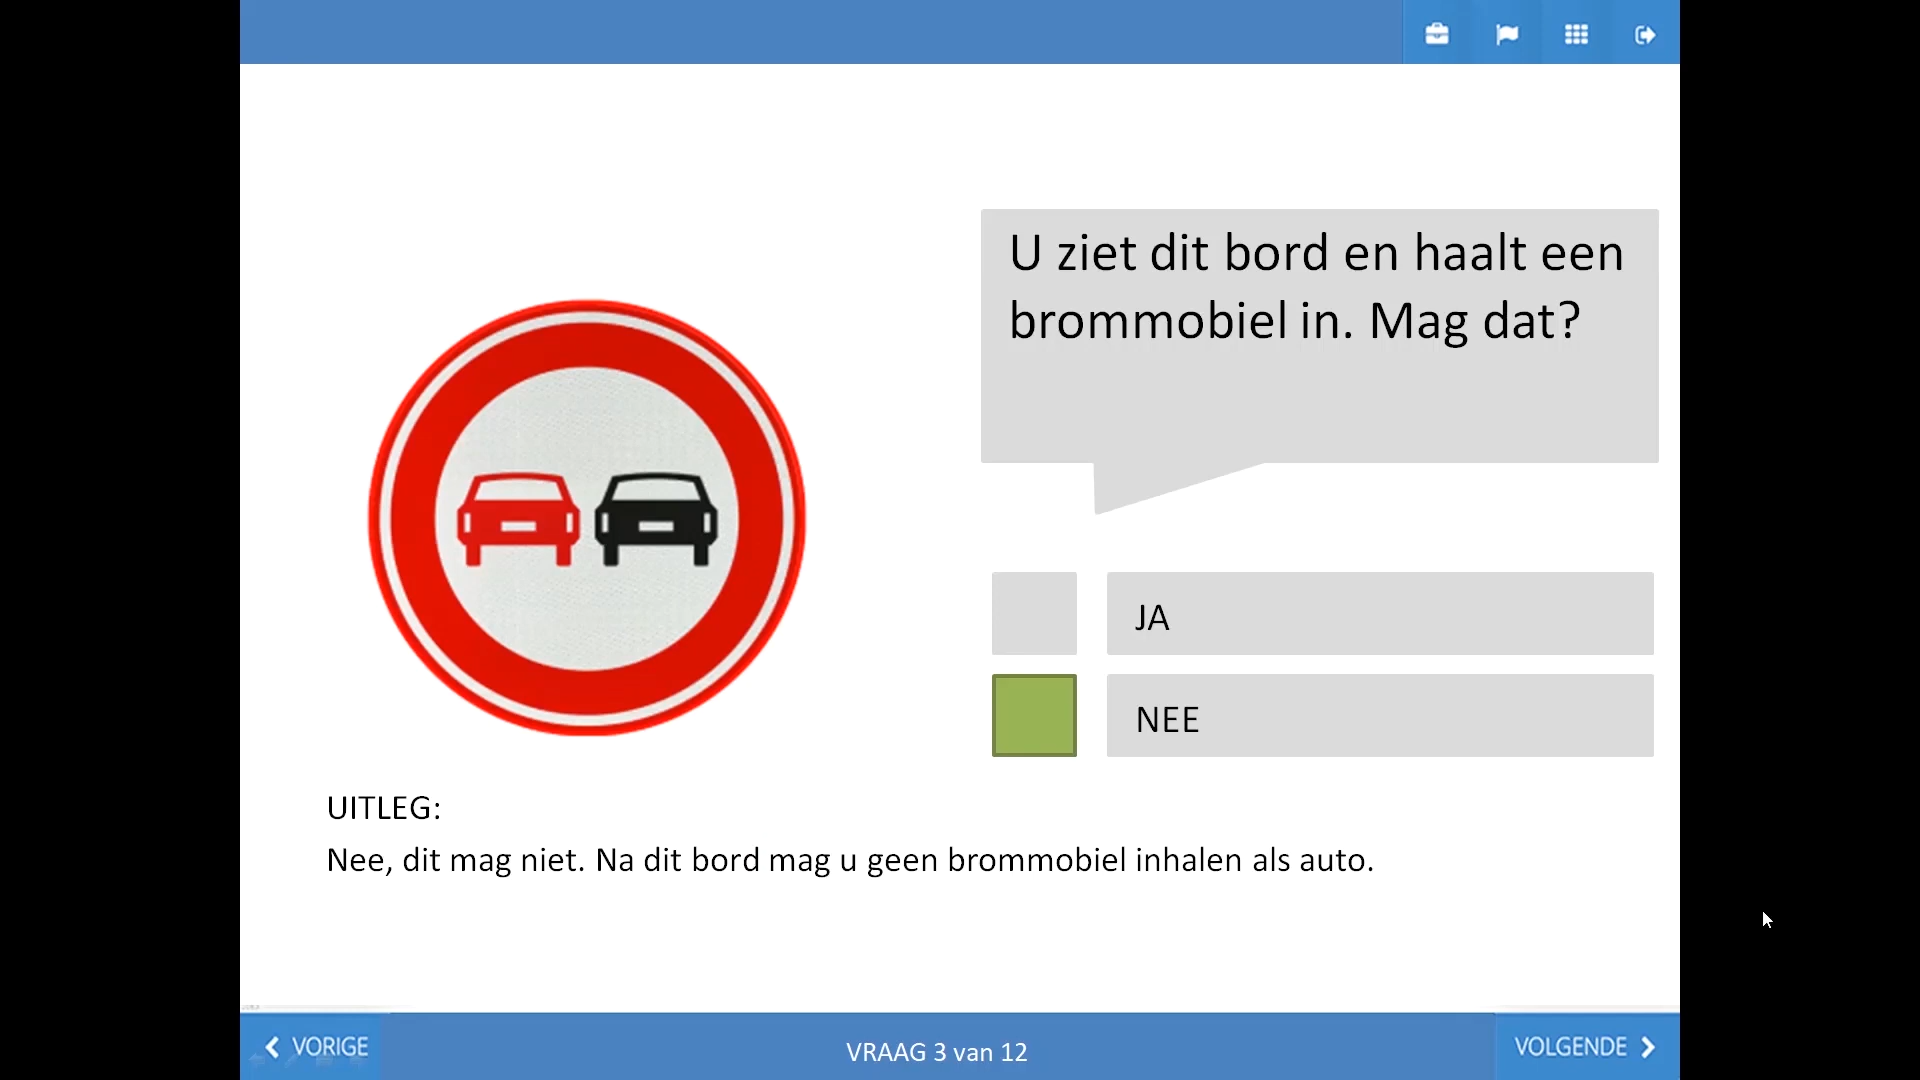 U ziet dit bord en haalt een
brommobiel in. Mag dat?
JA
NEE
UITLEG:
Nee, dit mag niet. Na dit bord mag u geen brommobiel inhalen als auto.
VORIGE
VRAAG 3 van 12
VOLGENDE